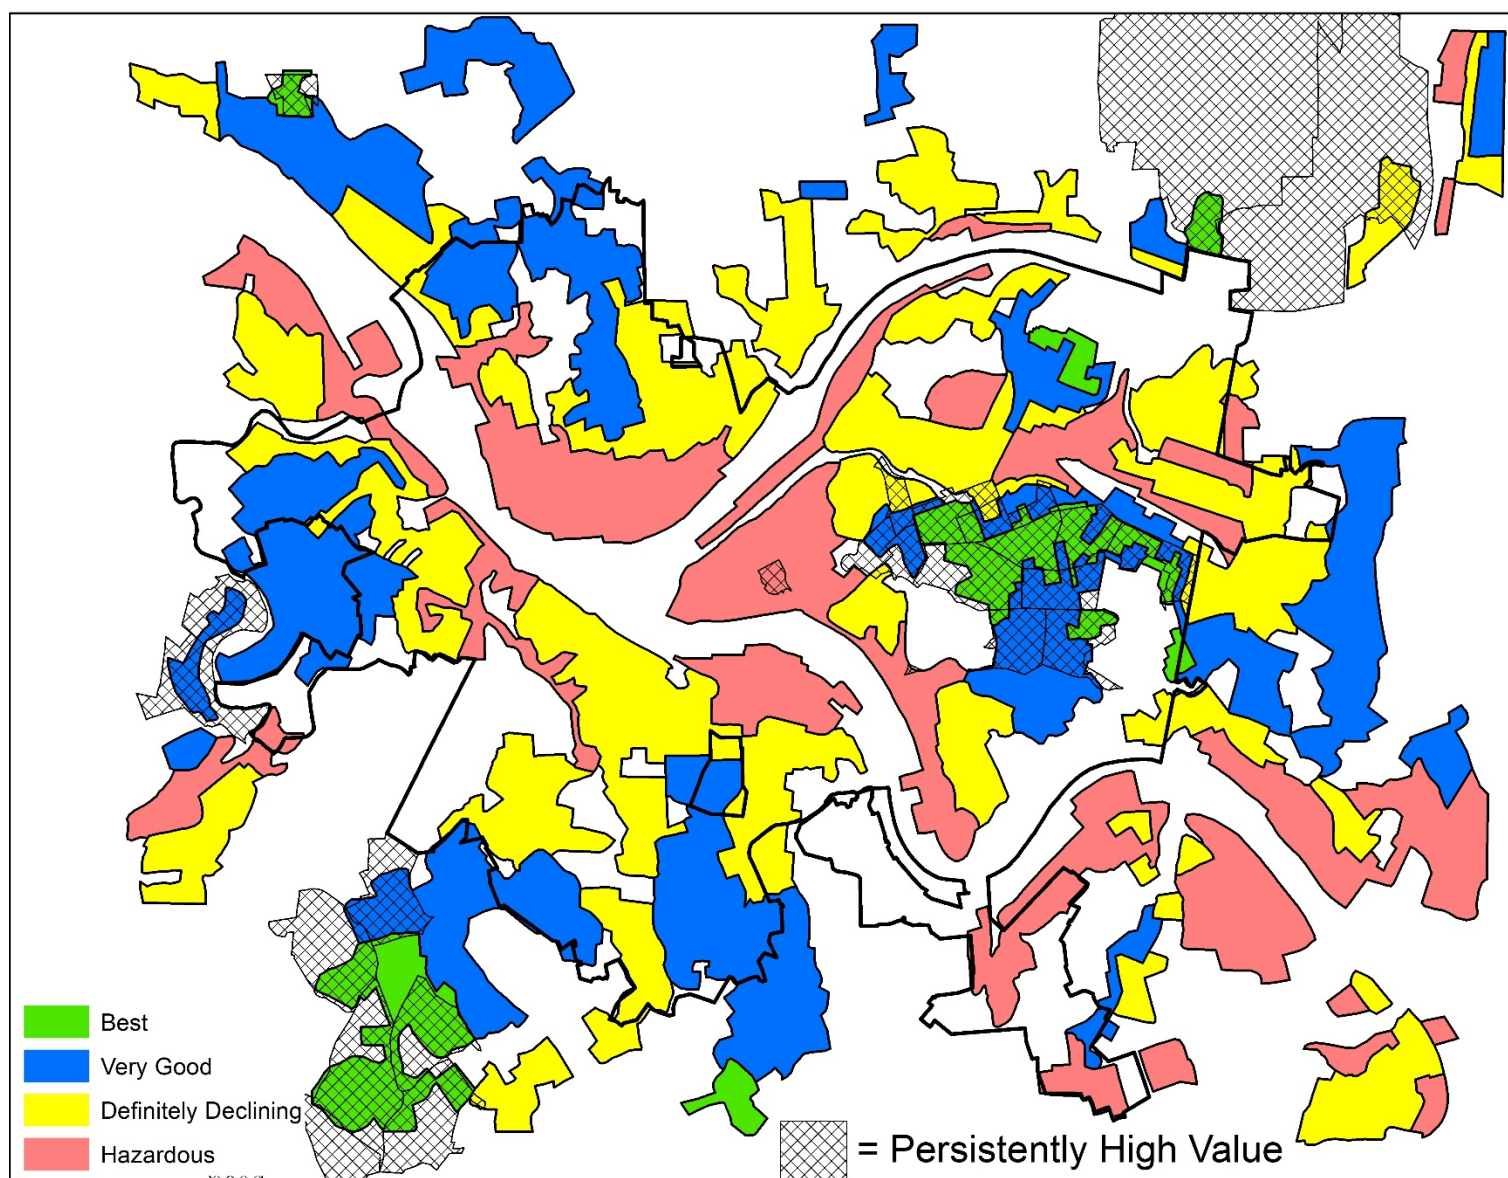 Best
Very Good
Definitely Declining
Hazardous
= Persistently High Value